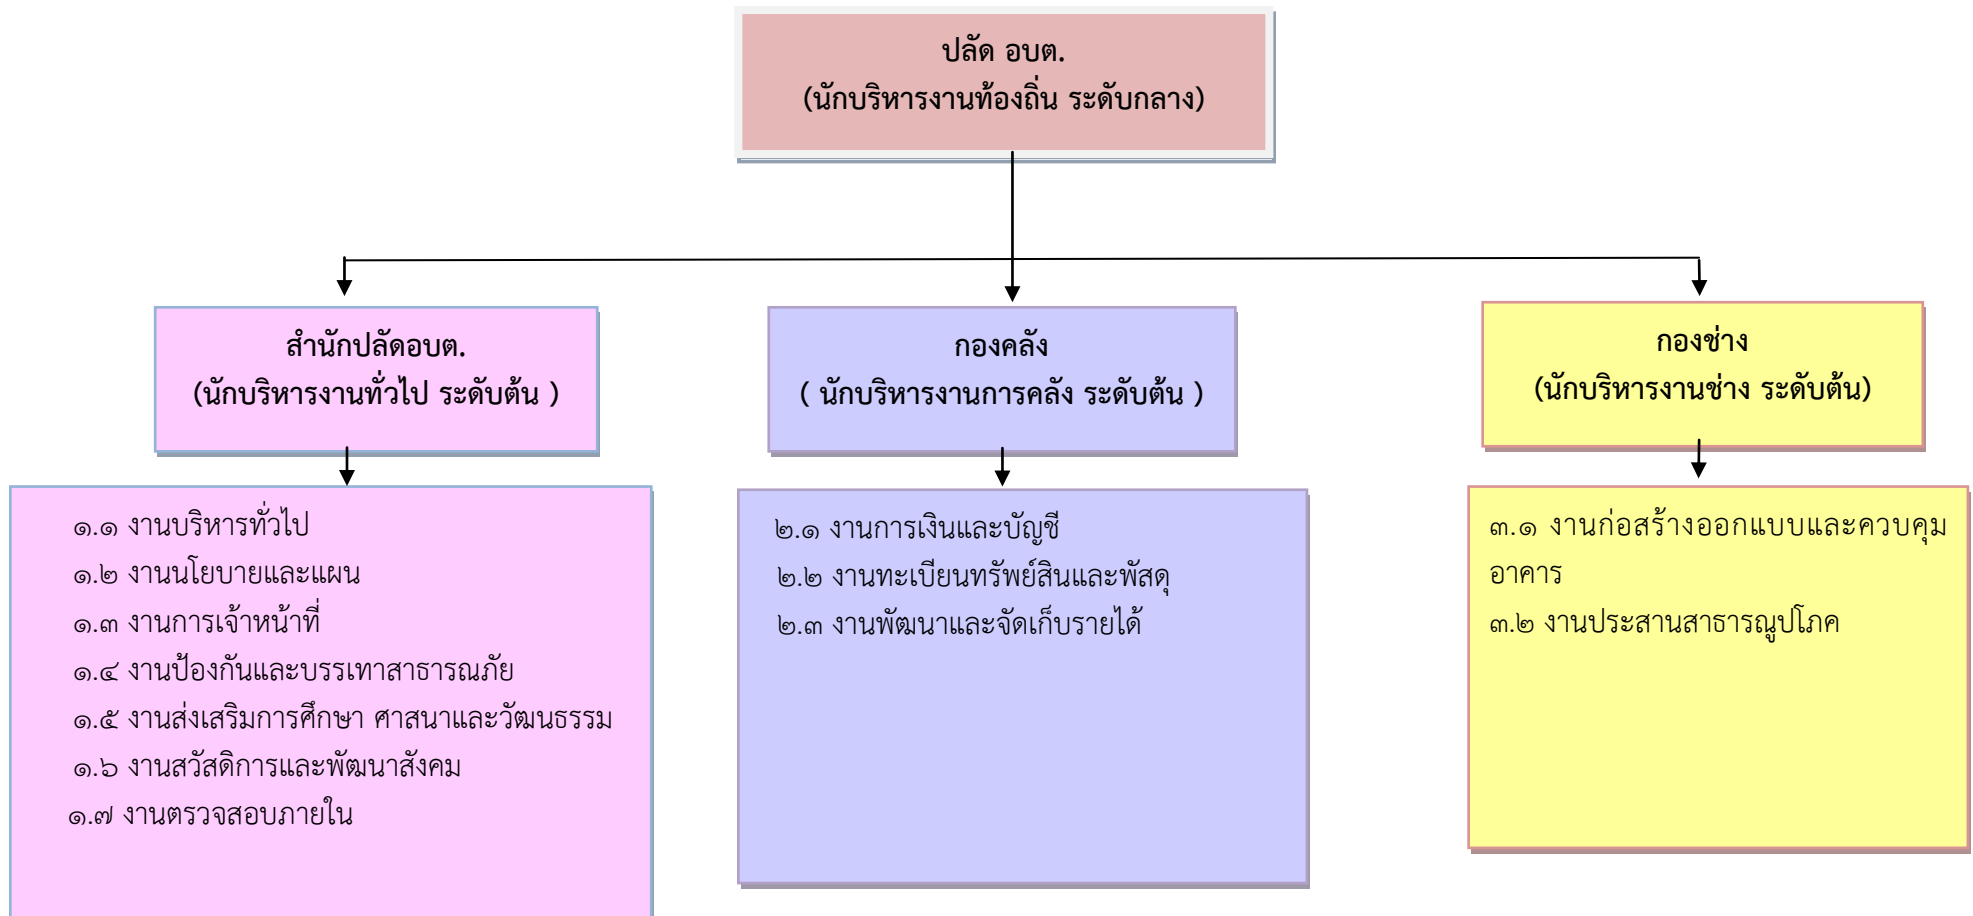 ปลัด อบต.
(นักบริหารงานท้องถิ่น ระดับกลาง)
สำนักปลัดอบต.
(นักบริหารงานทั่วไป ระดับต้น )
กองคลัง
( นักบริหารงานการคลัง ระดับต้น )
กองช่าง
(นักบริหารงานช่าง ระดับต้น)
๑.๑ งานบริหารทั่วไป
๑.๒ งานนโยบายและแผน
๑.๓ งานการเจ้าหน้าที่
๑.๔ งานป้องกันและบรรเทาสาธารณภัย
๑.๕ งานส่งเสริมการศึกษา ศาสนาและวัฒนธรรม
๑.๖ งานสวัสดิการและพัฒนาสังคม
๑.๗ งานตรวจสอบภายใน
๒.๑ งานการเงินและบัญชี
๒.๒ งานทะเบียนทรัพย์สินและพัสดุ
๒.๓ งานพัฒนาและจัดเก็บรายได้
๓.๑ งานก่อสร้างออกแบบและควบคุม
อาคาร
๓.๒ งานประสานสาธารณูปโภค